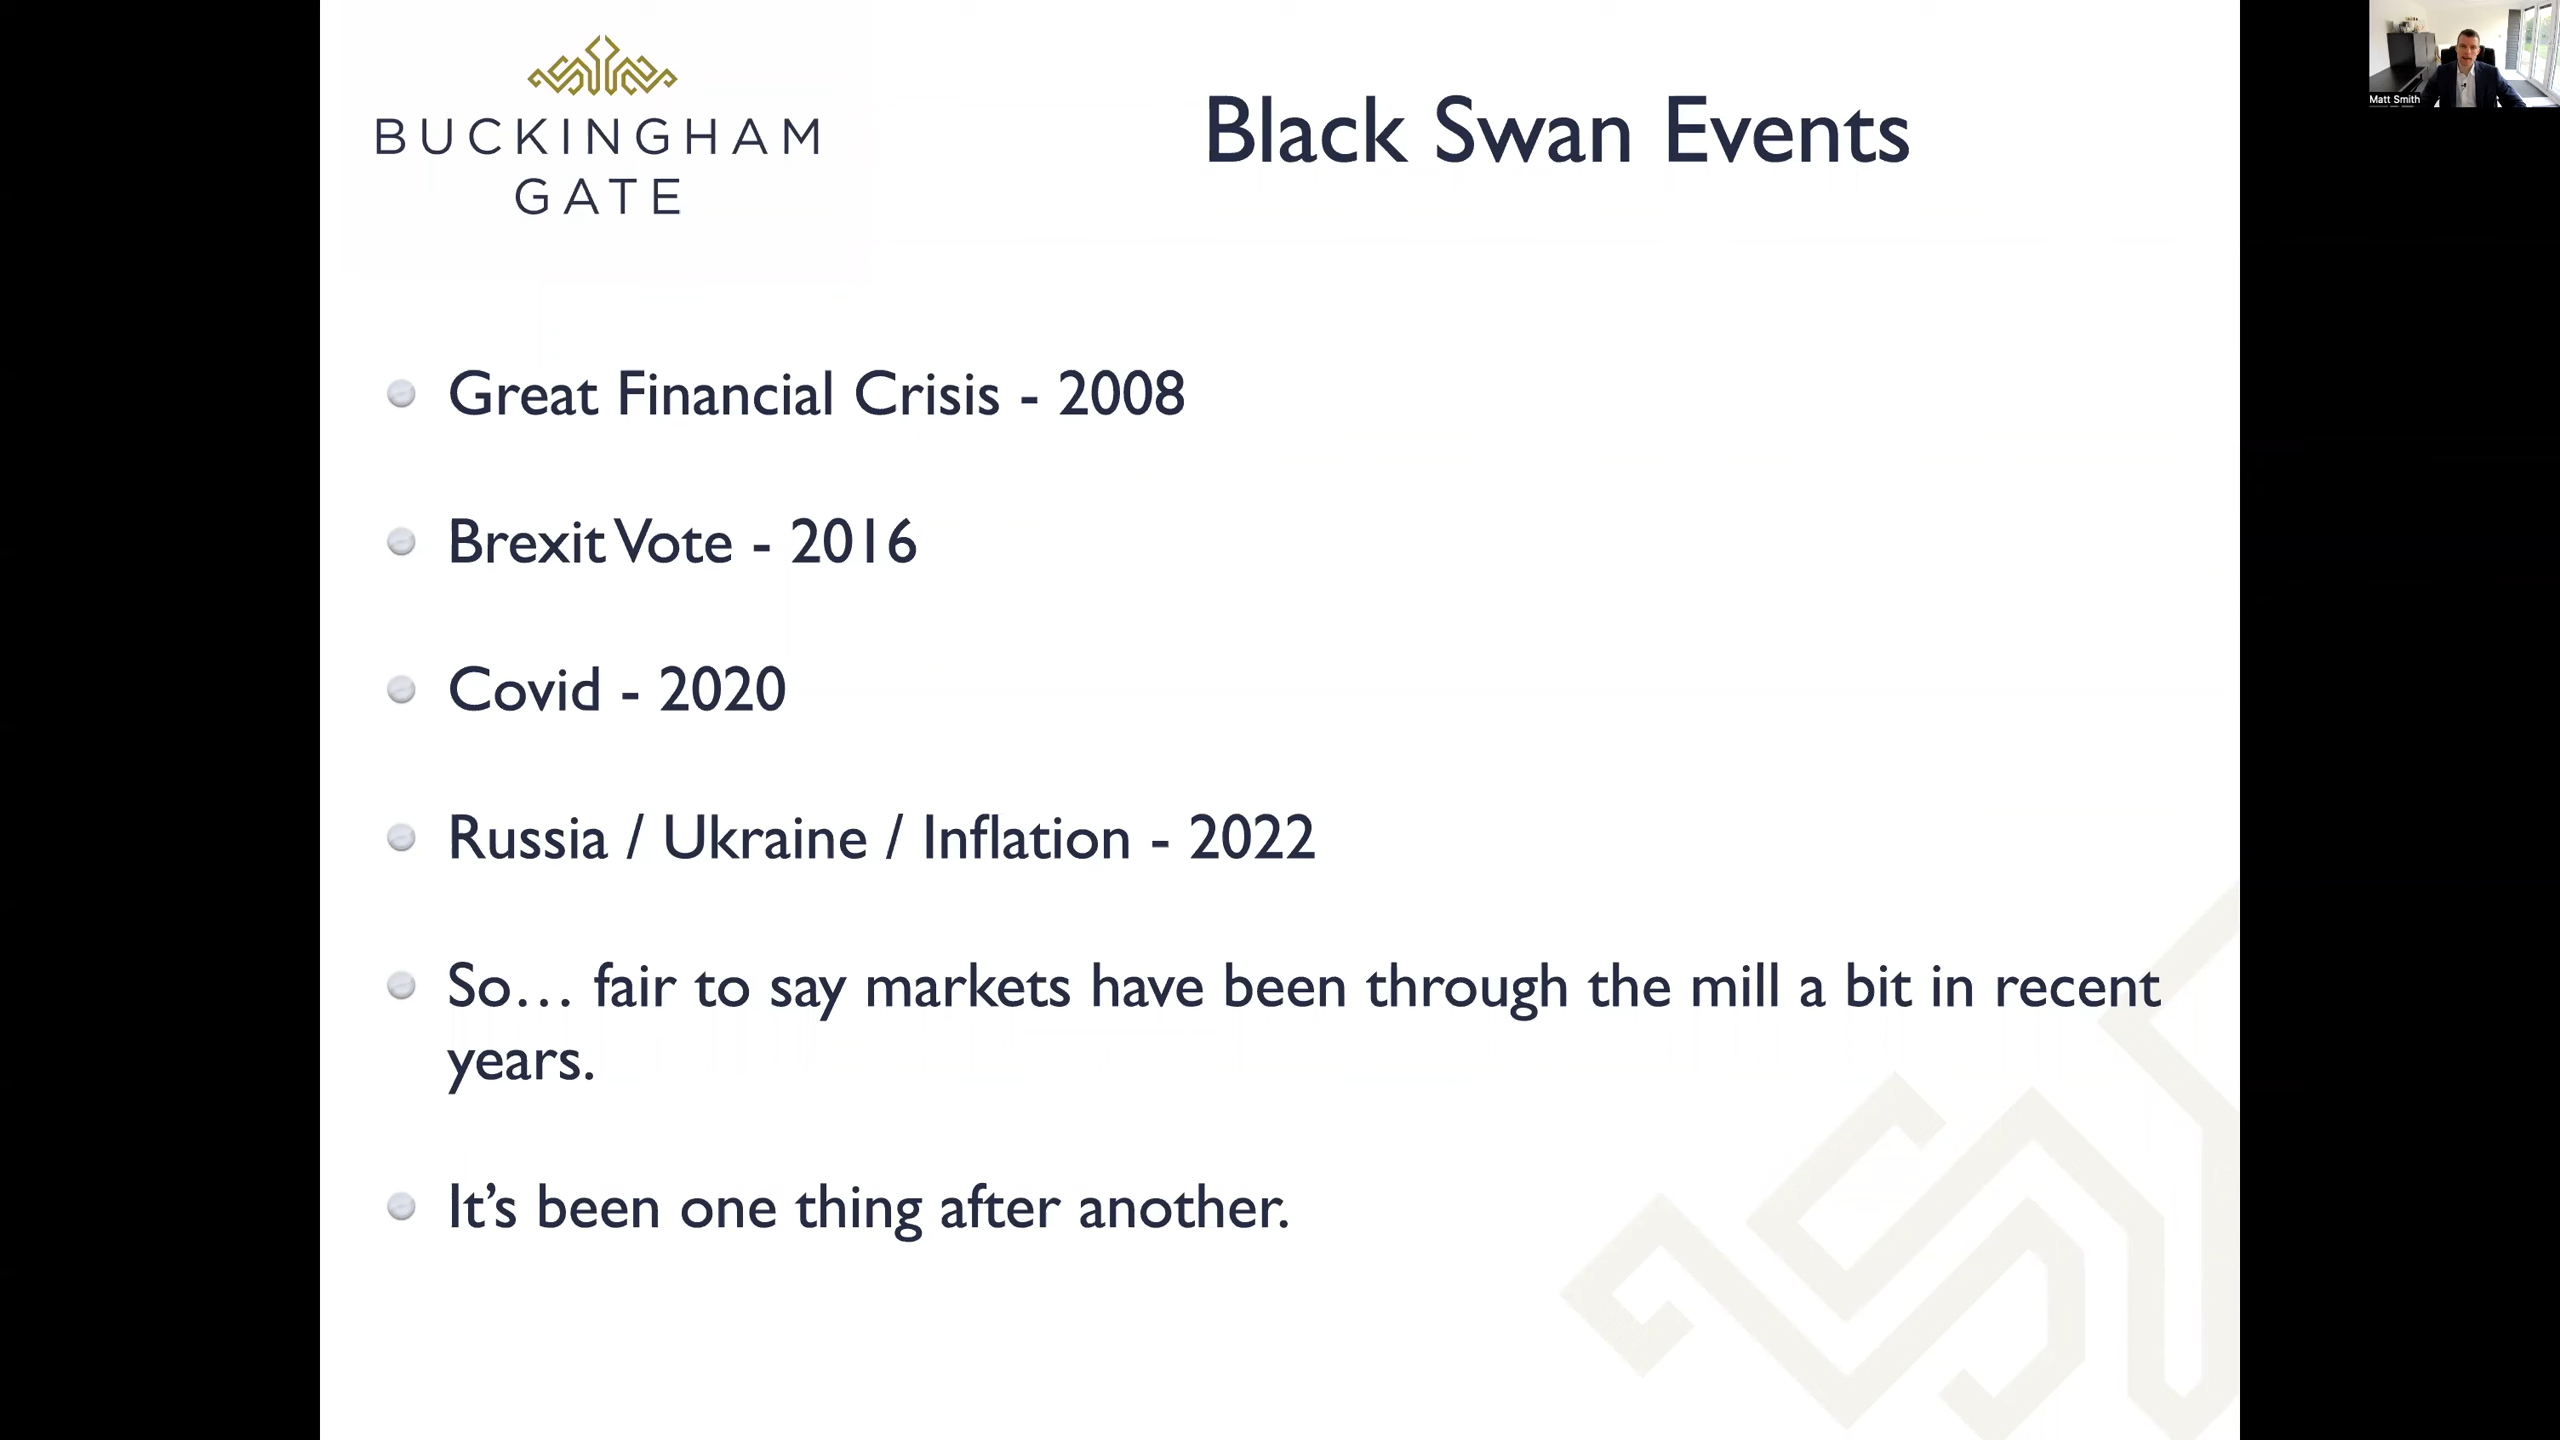 BUCKINGHAM
GATE
Black Swan Events
Matt Smith
Great Financial Crisis - 2008
Brexit Vote - 2016
Covid - 2020
Russia / Ukraine / Inflation - 2022
So… fair to say markets have been through the mill a bit in recent
years.
It’s been one thing after another.